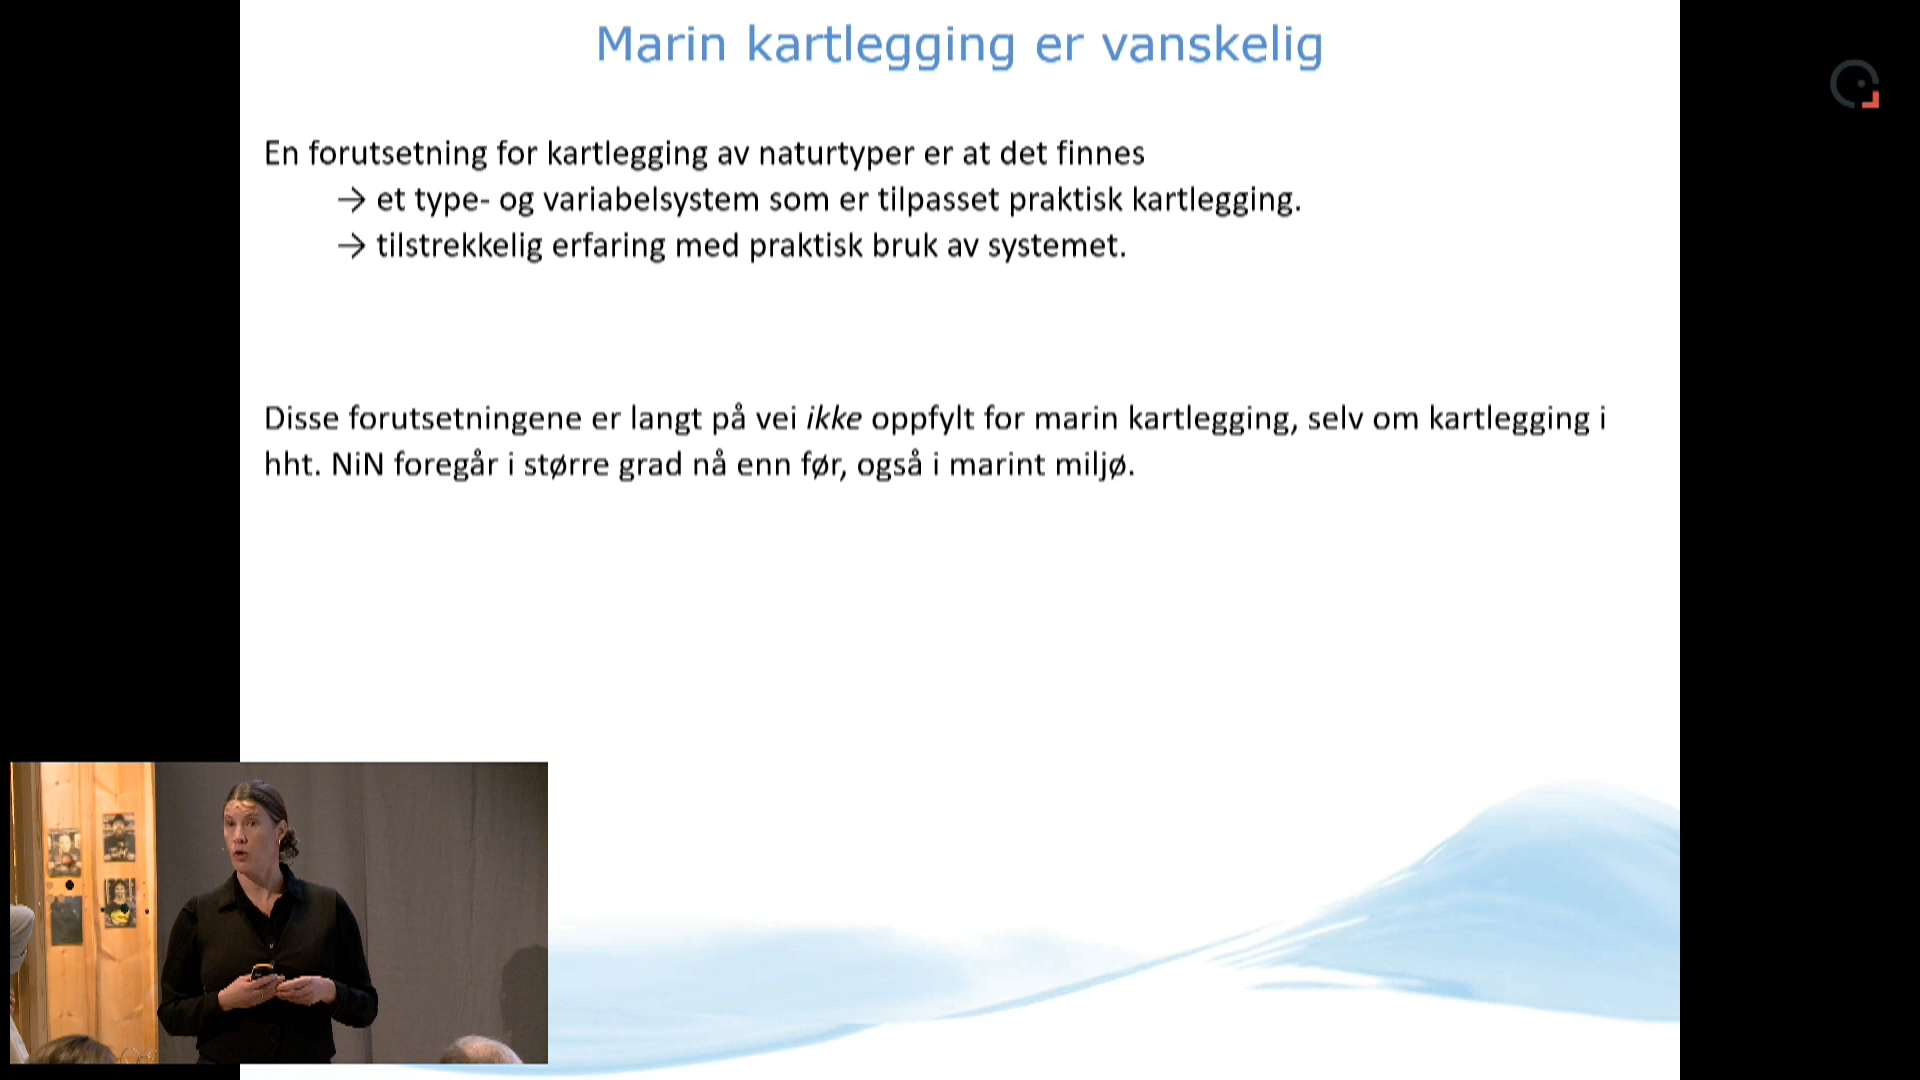 Marin kartlegging er vanskelig
En forutsetning for kartlegging av naturtyper er at det finnes
→ et type- og variabelsystem som er tilpasset praktisk kartlegging.
→ tilstrekkelig erfaring med praktisk bruk av systemet.
Disse forutsetningene er langt på vei ikke oppfylt for marin kartlegging, selv om kartlegging i
hht. NiN foregår i større grad nå enn før, også i marint miljø.